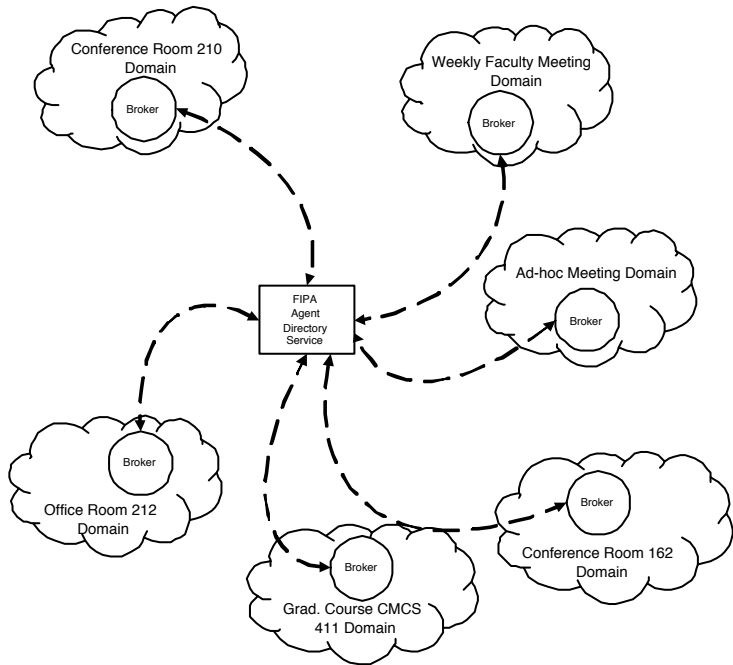 Conference Room 210
Domain
Broker
Weekly Faculty Meeting
Domain
Broker
Ad-hoc Meeting Domain
Broker
FIPA
Agent
Directory
Service
Broker
Office Room 212
Domain
Broker
Conference Room 162
Domain
Broker
Grad. Course CMCS
411 Domain